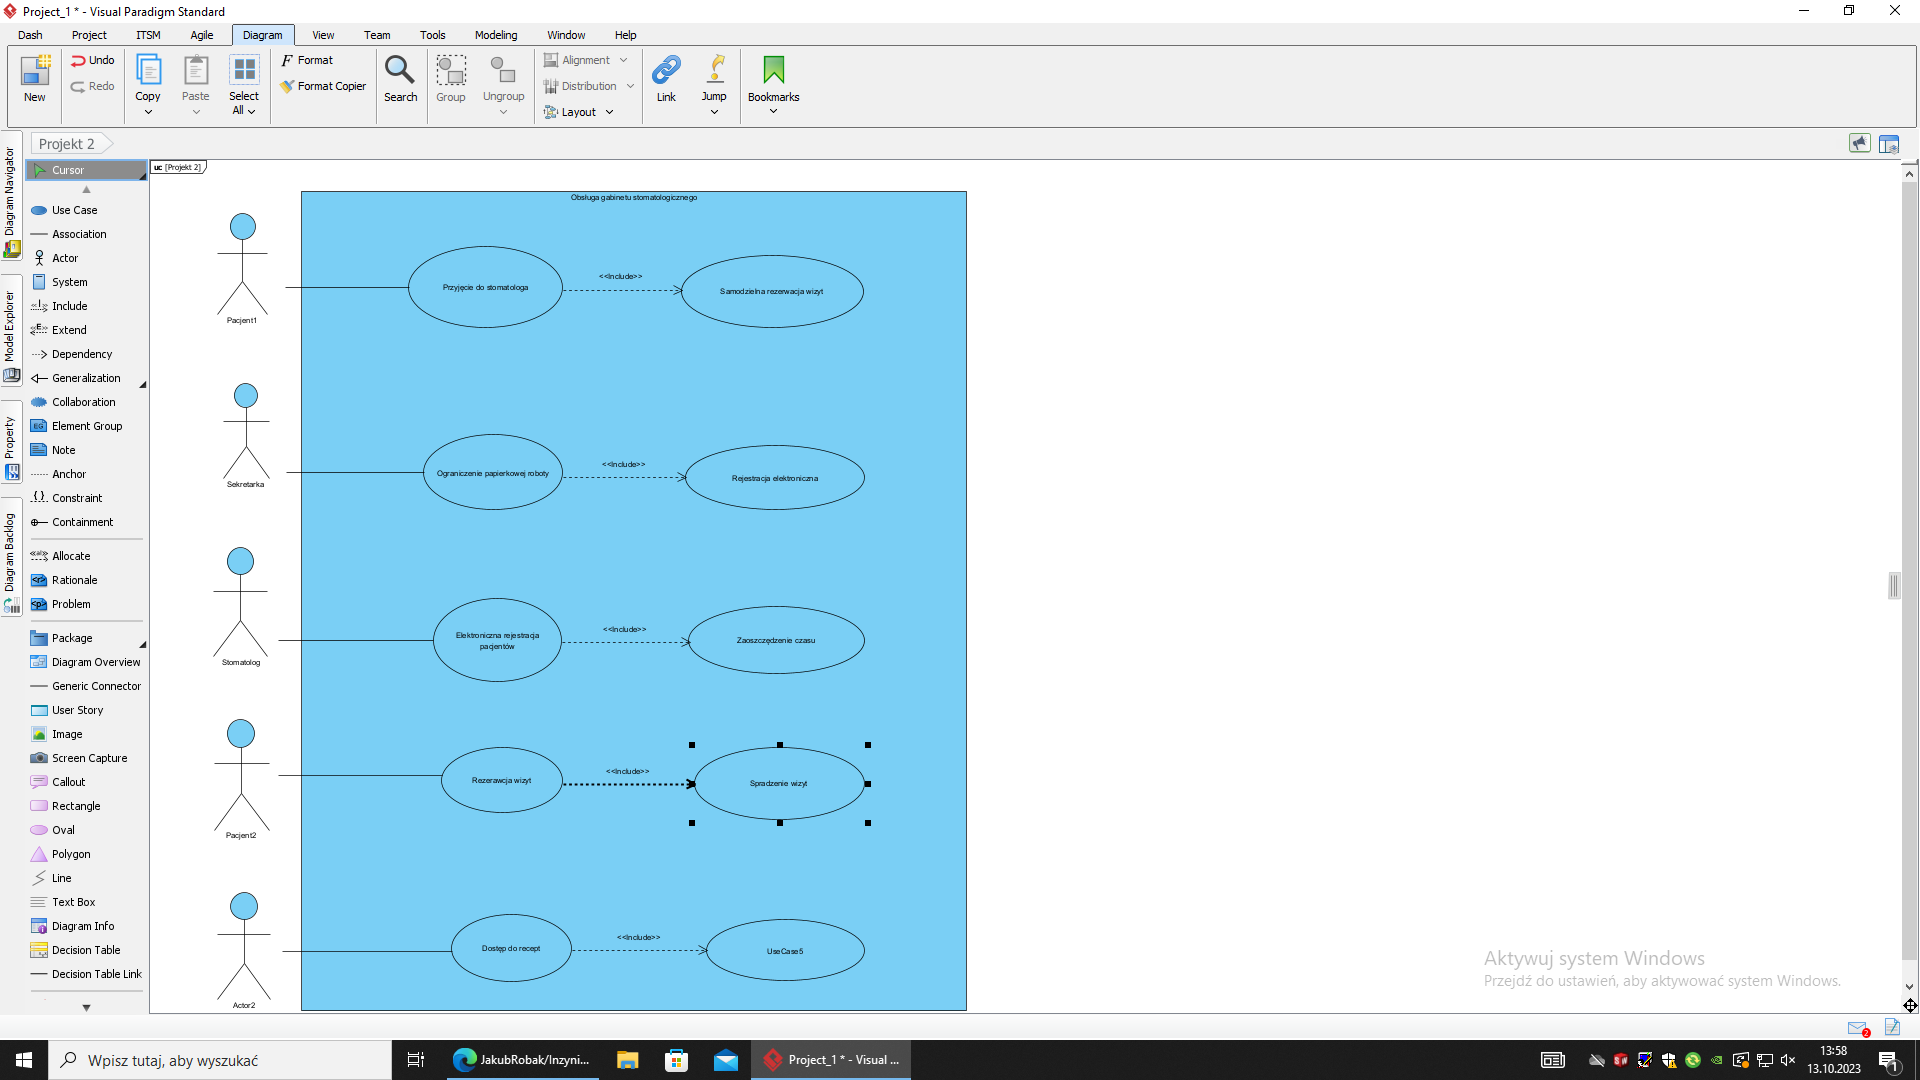 Project_1 * - Visual Paradigm Standard
Dash Project ITSM Agile Diagram View Team Tools Modeling Window Help
New
Undo
Redo
Copy
Paste
Select
All
Format
Format Copier
Search
Group
Ungroup
Alignment
Distribution
Layout
Link
Jump
Bookmarks
Projekt 2
Diagram Navigator
Model Explorer
Property
Diagram Backlog
Cursor
Use Case
Association
Actor
System
Include
Extend
Dependency
Generalization
Collaboration
Element Group
Note
Anchor
Constraint
Containment
Allocate
Rationale
Problem
Package
Diagram Overview
Generic Connector
User Story
Image
Screen Capture
Callout
Rectangle
Oval
Polygon
Line
Text Box
Diagram Info
Decision Table
Decision Table Link
uc [Projekt 2]
Obsługa gabinetu stomatologicznego
Pacjent1
Przyjęcie do stomatologa
<<Include>>
Samodzielna rezerwacja wizyt
Sekretarka
Ograniczenie papierkowej roboty
<<Include>>
Rejestracja elektroniczna
Stomatolog
Elektroniczna rejestracja
pacjentów
<<Include>>
Zaoszczędzenie czasu
Pacjent2
Rezerawcja wizyt
<<Include>>
Spradzenie wizyt
Actor2
Dostęp do recept
<<Include>>
UseCase5
Aktywuj system Windows
Przejdź do ustawień, aby aktywować system Windows.
2
Wpisz tutaj, aby wyszukać
JakubRobak/Inzyni...
Project_1 * - Visual ...
13:58
13.10.2023
1